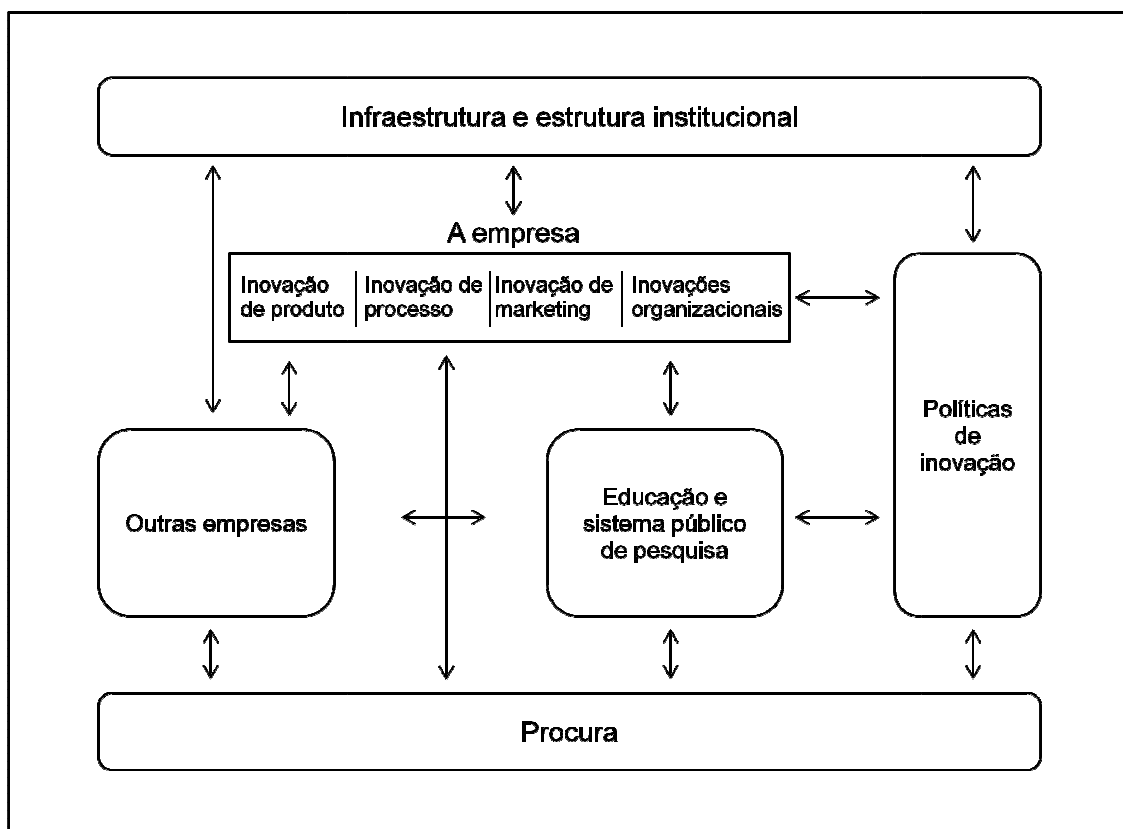 Infraestrutura e estrutura institucional
A empresa
Inovação
de produto
Inovação de
processo
Inovação de
marketing
Inovações
organizacionais
Políticas
de
inovação
Outras empresas
Educação e
sistema público
de pesquisa
Procura